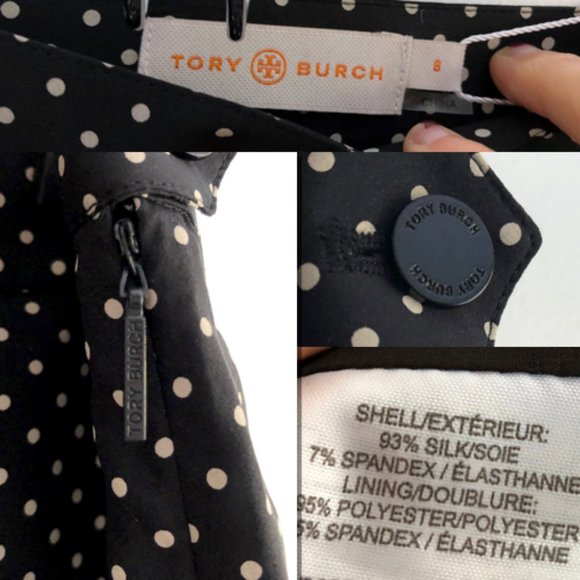 TORY BURCH
8
CHINA
TORY BURCH
TORY BURCH
TORY BURCH
SHELL/EXTÉRIEUR:
93% SILK/SOIE
7% SPANDEX / ÉLASTHANNE
LINING/DOUBLURE:
95% POLYESTER/POLYESTER
5% SPANDEX / ÉLASTHANNE